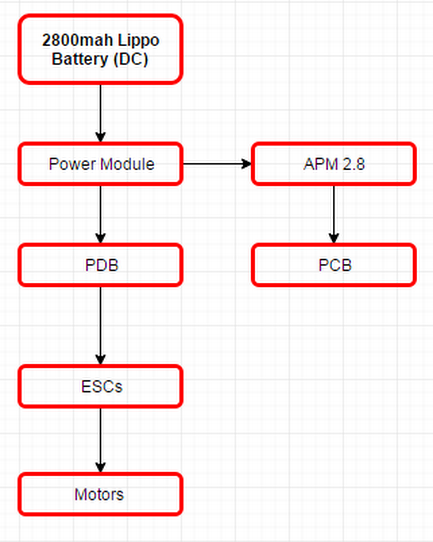 2800mah Lippo
Battery (DC)
Power Module
APM 2.8
PDB
PCB
ESCs
Motors